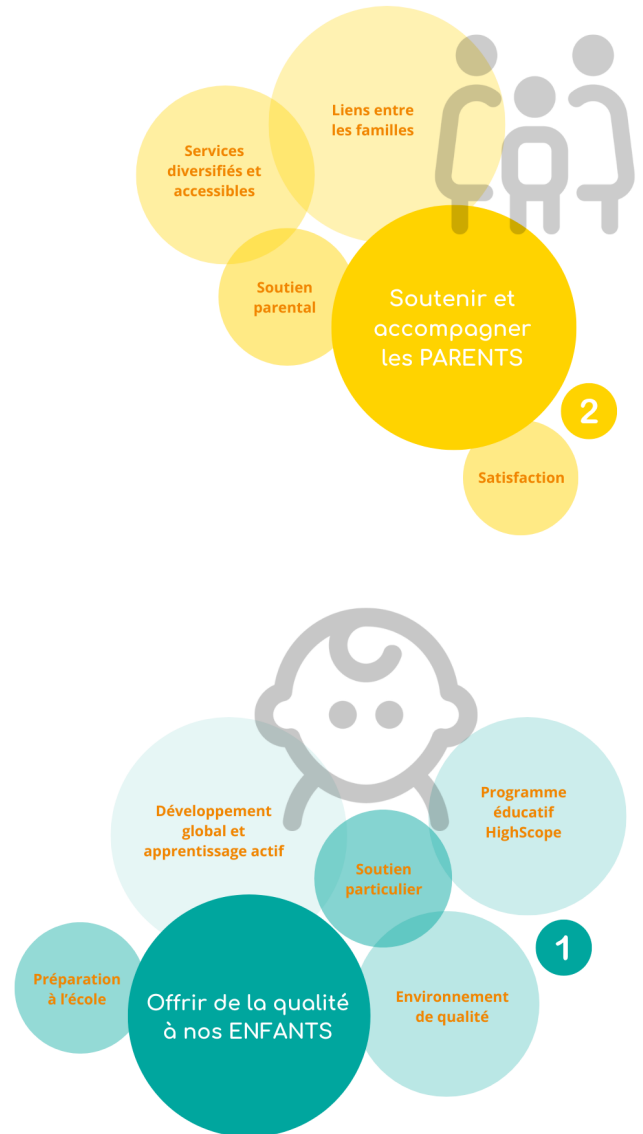 Liens entre
les familles
Services
diversifiés et
accessibles
Soutien
parental
Soutenir et
accompagner
les PARENTS
2
Satisfaction
Développement
global et
apprentissage actif
Programme
éducatif
HighScope
Soutien
particulier
1
Préparation
à l'école
Offrir de la qualité
à nos ENFANTS
Environnement
de qualité